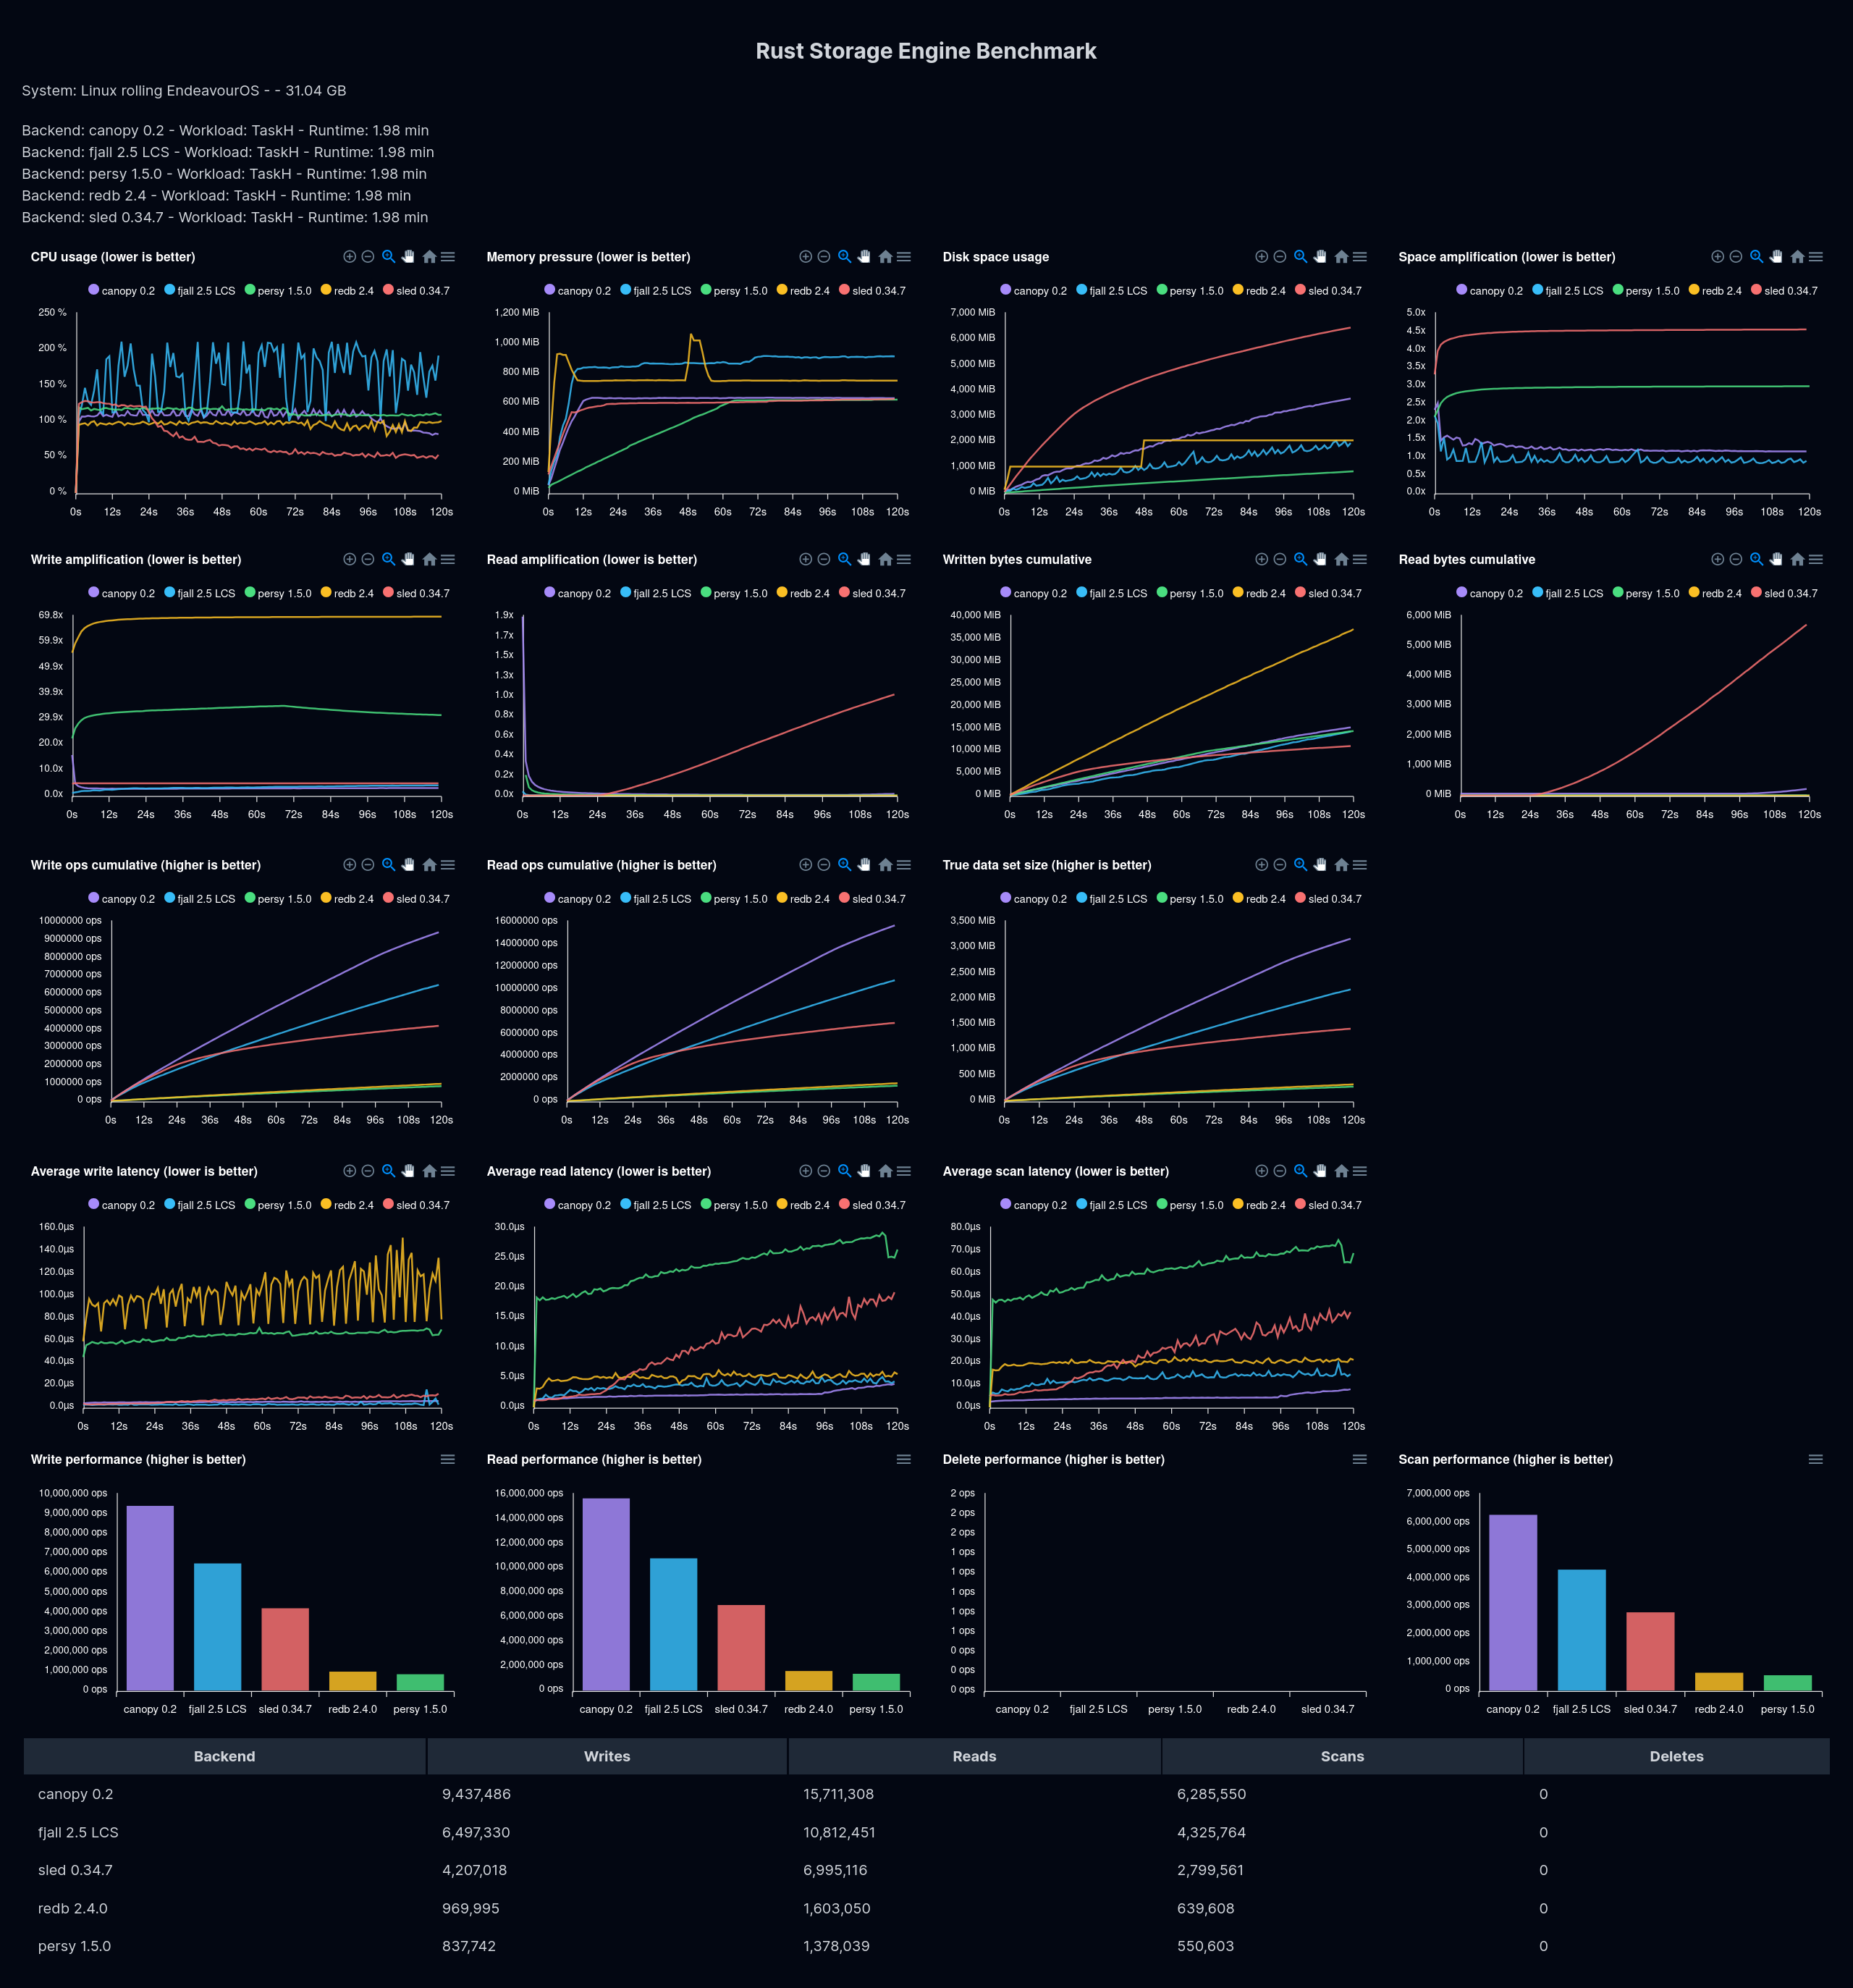 Rust Storage Engine Benchmark
System: Linux rolling EndeavourOS - - 31.04 GB
Backend: canopy 0.2 - Workload: TaskH - Runtime: 1.98 min
Backend: fjall 2.5 LCS - Workload: TaskH - Runtime: 1.98 min
Backend: persy 1.5.0 - Workload: TaskH - Runtime: 1.98 min
Backend: redb 2.4 - Workload: TaskH - Runtime: 1.98 min
Backend: sled 0.34.7 - Workload: TaskH - Runtime: 1.98 min
CPU usage (lower is better)
canopy 0.2 fjall 2.5 LCS persy 1.5.0 redb 2.4 sled 0.34.7
250 %
200 %
150 %
100 %
50 %
0 %
0s 12s 24s 36s 48s 60s 72s 84s 96s 108s 120s
Memory pressure (lower is better)
canopy 0.2 fjall 2.5 LCS persy 1.5.0 redb 2.4 sled 0.34.7
1,200 MiB
1,000 MiB
800 MiB
600 MiB
400 MiB
200 MiB
0 MiB
0s 12s 24s 36s 48s 60s 72s 84s 96s 108s 120s
Disk space usage
canopy 0.2 fjall 2.5 LCS persy 1.5.0 redb 2.4 sled 0.34.7
7,000 MiB
6,000 MiB
5,000 MiB
4,000 MiB
3,000 MiB
2,000 MiB
1,000 MiB
0 MiB
0s 12s 24s 36s 48s 60s 72s 84s 96s 108s 120s
Space amplification (lower is better)
canopy 0.2 fjall 2.5 LCS persy 1.5.0 redb 2.4 sled 0.34.7
5.0x
4.5x
4.0x
3.5x
3.0x
2.5x
2.0x
1.5x
1.0x
0.5x
0.0x
0s 12s 24s 36s 48s 60s 72s 84s 96s 108s 120s
Write amplification (lower is better)
canopy 0.2 fjall 2.5 LCS persy 1.5.0 redb 2.4 sled 0.34.7
69.8x
59.9x
49.9x
39.9x
29.9x
20.0x
10.0x
0.0x
0s 12s 24s 36s 48s 60s 72s 84s 96s 108s 120s
Read amplification (lower is better)
canopy 0.2 fjall 2.5 LCS persy 1.5.0 redb 2.4 sled 0.34.7
1.9x
1.7x
1.5x
1.3x
1.0x
0.8x
0.6x
0.4x
0.2x
0.0x
0s 12s 24s 36s 48s 60s 72s 84s 96s 108s 120s
Written bytes cumulative
canopy 0.2 fjall 2.5 LCS persy 1.5.0 redb 2.4 sled 0.34.7
40,000 MiB
35,000 MiB
30,000 MiB
25,000 MiB
20,000 MiB
15,000 MiB
10,000 MiB
5,000 MiB
0 MiB
0s 12s 24s 36s 48s 60s 72s 84s 96s 108s 120s
Read bytes cumulative
canopy 0.2 fjall 2.5 LCS persy 1.5.0 redb 2.4 sled 0.34.7
6,000 MiB
5,000 MiB
4,000 MiB
3,000 MiB
2,000 MiB
1,000 MiB
0 MiB
0s 12s 24s 36s 48s 60s 72s 84s 96s 108s 120s
Write ops cumulative (higher is better)
canopy 0.2 fjall 2.5 LCS persy 1.5.0 redb 2.4 sled 0.34.7
10000000 ops
9000000 ops
8000000 ops
7000000 ops
6000000 ops
5000000 ops
4000000 ops
3000000 ops
2000000 ops
1000000 ops
0 ops
0s 12s 24s 36s 48s 60s 72s 84s 96s 108s 120s
Read ops cumulative (higher is better)
canopy 0.2 fjall 2.5 LCS persy 1.5.0 redb 2.4 sled 0.34.7
16000000 ops
14000000 ops
12000000 ops
10000000 ops
8000000 ops
6000000 ops
4000000 ops
2000000 ops
0 ops
0s 12s 24s 36s 48s 60s 72s 84s 96s 108s 120s
True data set size (higher is better)
canopy 0.2 fjall 2.5 LCS persy 1.5.0 redb 2.4 sled 0.34.7
3,500 MiB
3,000 MiB
2,500 MiB
2,000 MiB
1,500 MiB
1,000 MiB
500 MiB
0 MiB
0s 12s 24s 36s 48s 60s 72s 84s 96s 108s 120s
Average write latency (lower is better)
canopy 0.2 fjall 2.5 LCS persy 1.5.0 redb 2.4 sled 0.34.7
160.0µs
140.0µs
120.0µs
100.0µs
80.0µs
60.0µs
40.0µs
20.0µs
0.0µs
0s 12s 24s 36s 48s 60s 72s 84s 96s 108s 120s
Average read latency (lower is better)
canopy 0.2 fjall 2.5 LCS persy 1.5.0 redb 2.4 sled 0.34.7
30.0µs
25.0µs
20.0µs
15.0µs
10.0µs
5.0µs
0.0µs
0s 12s 24s 36s 48s 60s 72s 84s 96s 108s 120s
Average scan latency (lower is better)
canopy 0.2 fjall 2.5 LCS persy 1.5.0 redb 2.4 sled 0.34.7
80.0µs
70.0µs
60.0µs
50.0µs
40.0µs
30.0µs
20.0µs
10.0µs
0.0µs
0s 12s 24s 36s 48s 60s 72s 84s 96s 108s 120s
Write performance (higher is better)
10,000,000 ops
9,000,000 ops
8,000,000 ops
7,000,000 ops
6,000,000 ops
5,000,000 ops
4,000,000 ops
3,000,000 ops
2,000,000 ops
1,000,000 ops
0 ops
canopy 0.2 fjall 2.5 LCS sled 0.34.7 redb 2.4.0 persy 1.5.0
Read performance (higher is better)
16,000,000 ops
14,000,000 ops
12,000,000 ops
10,000,000 ops
8,000,000 ops
6,000,000 ops
4,000,000 ops
2,000,000 ops
0 ops
canopy 0.2 fjall 2.5 LCS sled 0.34.7 redb 2.4.0 persy 1.5.0
Delete performance (higher is better)
2 ops
2 ops
2 ops
1 ops
1 ops
1 ops
1 ops
1 ops
0 ops
0 ops
0 ops
canopy 0.2 fjall 2.5 LCS persy 1.5.0 redb 2.4.0 sled 0.34.7
Scan performance (higher is better)
7,000,000 ops
6,000,000 ops
5,000,000 ops
4,000,000 ops
3,000,000 ops
2,000,000 ops
1,000,000 ops
0 ops
canopy 0.2 fjall 2.5 LCS sled 0.34.7 redb 2.4.0 persy 1.5.0
Backend Writes Reads Scans Deletes
canopy 0.2 9,437,486 15,711,308 6,285,550 0
fjall 2.5 LCS 6,497,330 10,812,451 4,325,764 0
sled 0.34.7 4,207,018 6,995,116 2,799,561 0
redb 2.4.0 969,995 1,603,050 639,608 0
persy 1.5.0 837,742 1,378,039 550,603 0